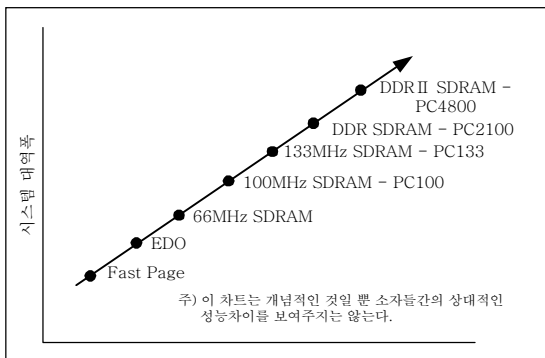 DDRⅡ SDRAM -
PC4800
DDR SDRAM - PC2100
133MHz SDRAM - PC133
100MHz SDRAM - PC100
66MHz SDRAM
EDO
Fast Page
시스템 대역폭
주) 이 차트는 개념적인 것일 뿐 소자들간의 상대적인
성능차이를 보여주지는 않는다.